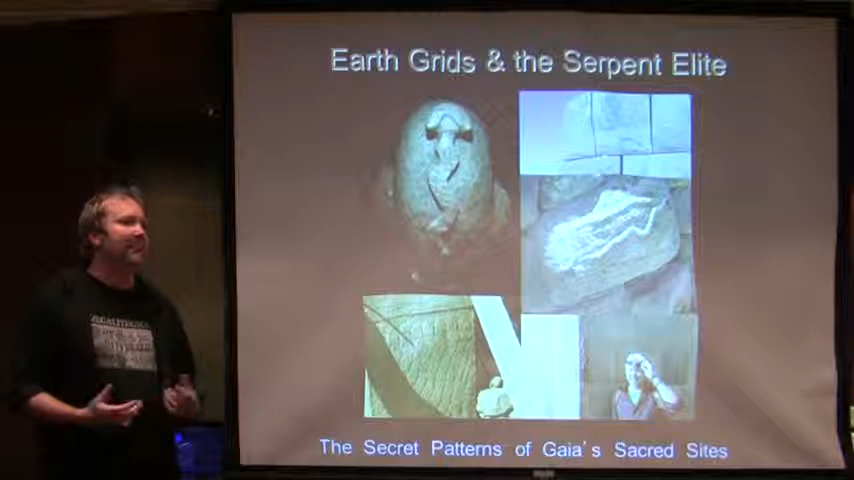 Earth Grids & the Serpent Elite
The Secret Patterns of Gaia's Sacred Sites